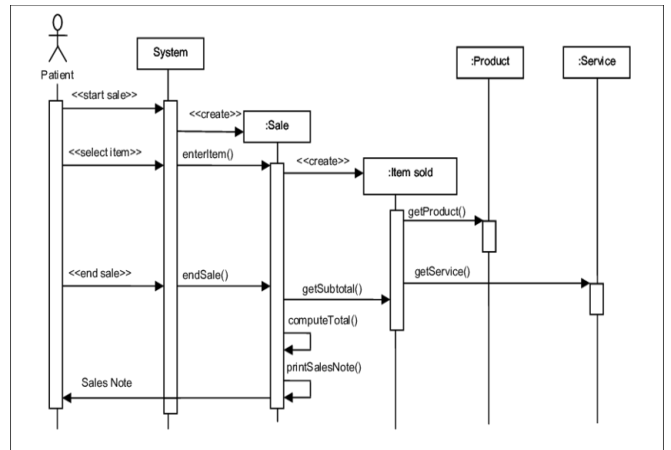 System
:Product
:Service
Patient
<<start sale>>
<<create>>
:Sale
<<select item>>
enterItem()
<<create>>
:Item sold
getProduct()
<<end sale>>
endSale()
getService()
getSubtotal()
computeTotal()
printSalesNote()
Sales Note